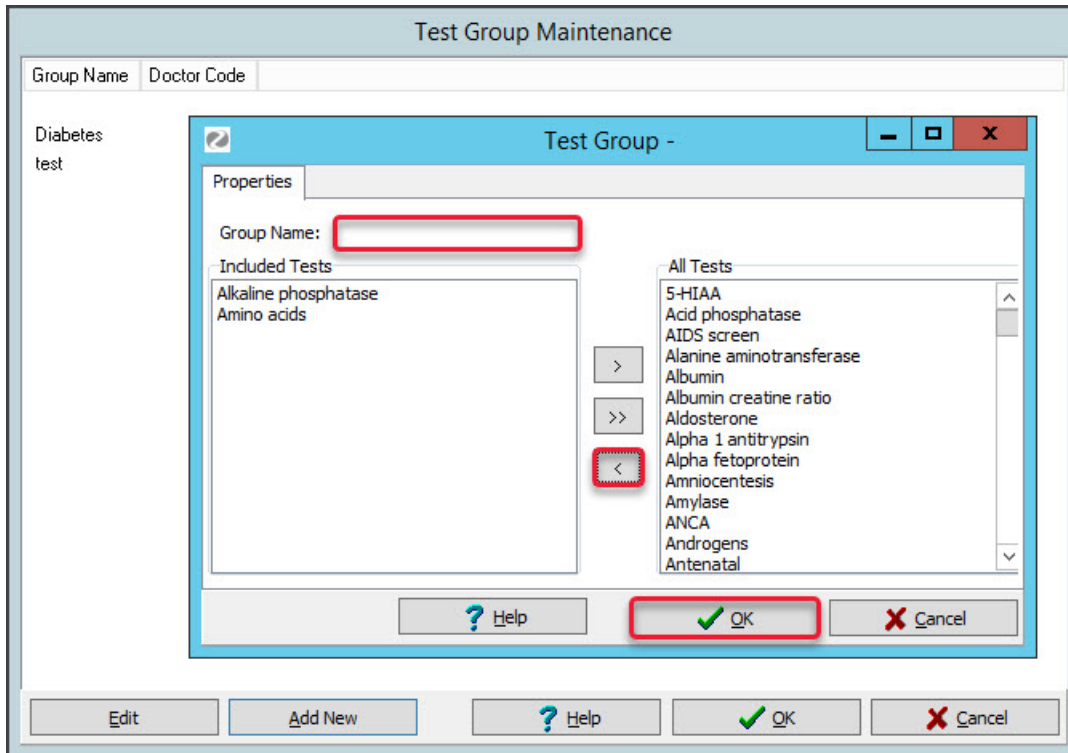 Test Group Maintenance
Group Name Doctor Code
Diabetes
test
Test Group -
Properties
Group Name:
Included Tests
Alkaline phosphatase
Amino acids
>
>>
<
All Tests
5-HIAA
Acid phosphatase
AIDS screen
Alanine aminotransferase
Albumin
Albumin creatine ratio
Aldosterone
Alpha 1 antitrypsin
Alpha fetoprotein
Amniocentesis
Amylase
ANCA
Androgens
Antenatal
? Help OK Cancel
Edit Add New ? Help OK Cancel